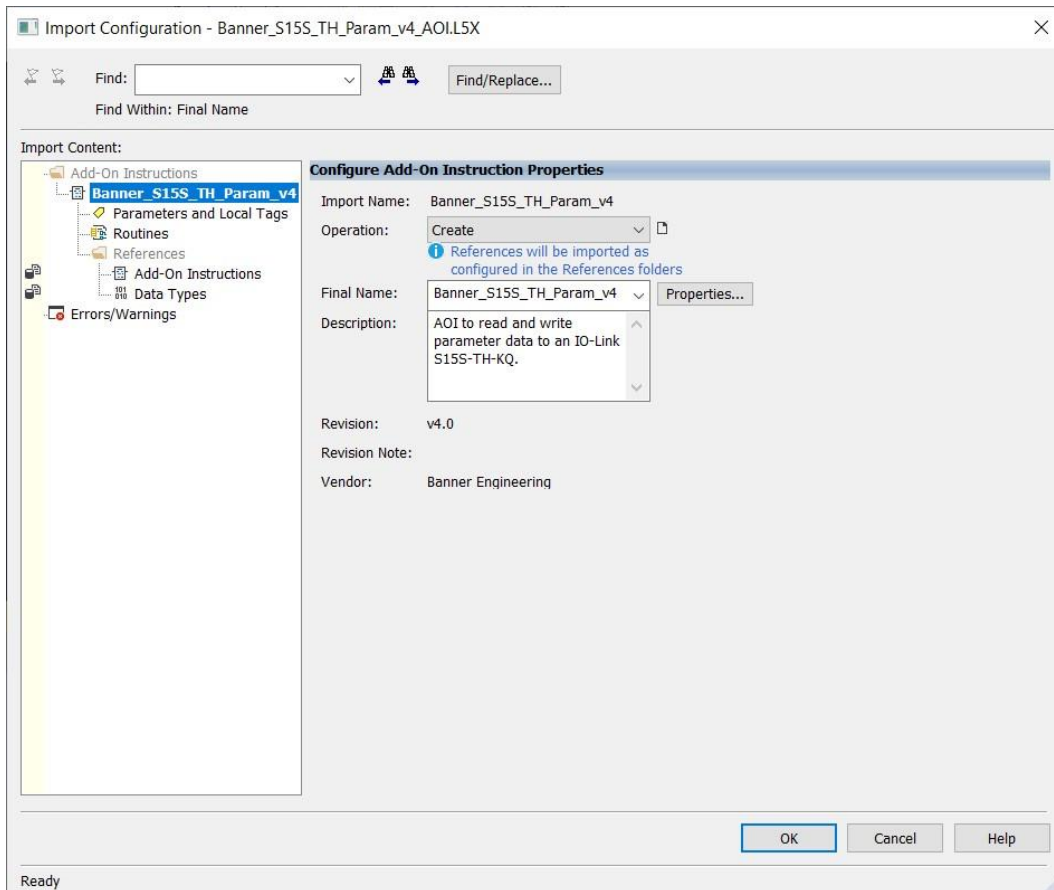 Import Configuration - Banner_S15S_TH_Param_v4_AOI.L5X
Find:
Find/Replace...
Find Within: Final Name
Import Content:
Add-On Instructions
Banner_S15S_TH_Param_v4
Parameters and Local Tags
Routines
References
Add-On Instructions
Data Types
Errors/Warnings
Configure Add-On Instruction Properties
Import Name: Banner_S15S_TH_Param_v4
Operation: Create
References will be imported as
configured in the References folders
Final Name: Banner_S15S_TH_Param_v4 Properties...
Description: AOI to read and write
parameter data to an IO-Link
S15S-TH-KQ.
Revision: v4.0
Revision Note:
Vendor: Banner Engineering
OK Cancel Help
Ready